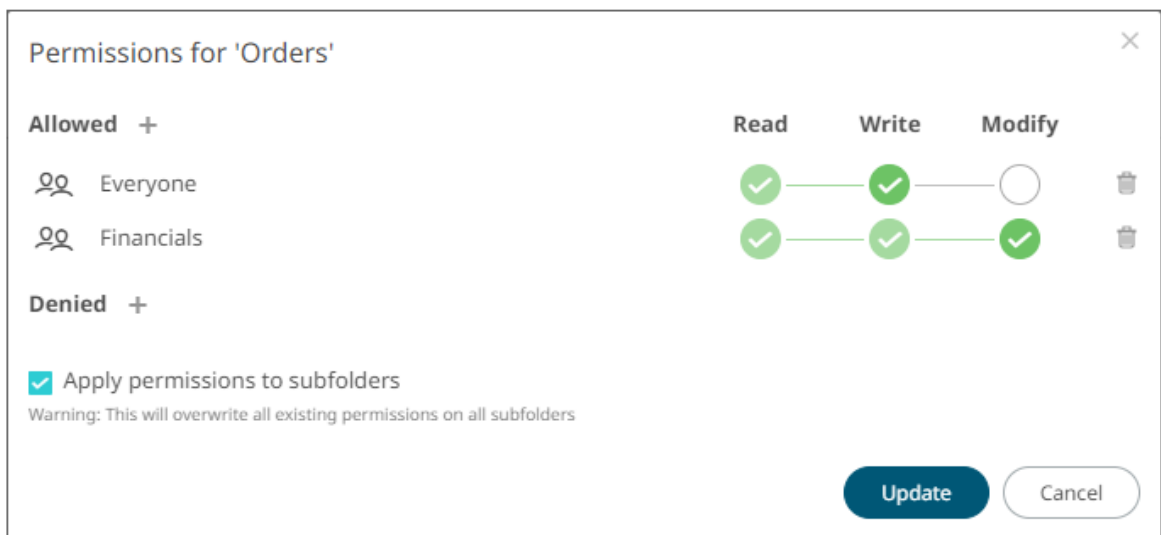 Permissions for 'Orders'
Allowed + Read Write Modify
Everyone
Financials
Denied +
Apply permissions to subfolders
Warning: This will overwrite all existing permissions on all subfolders
Update Cancel